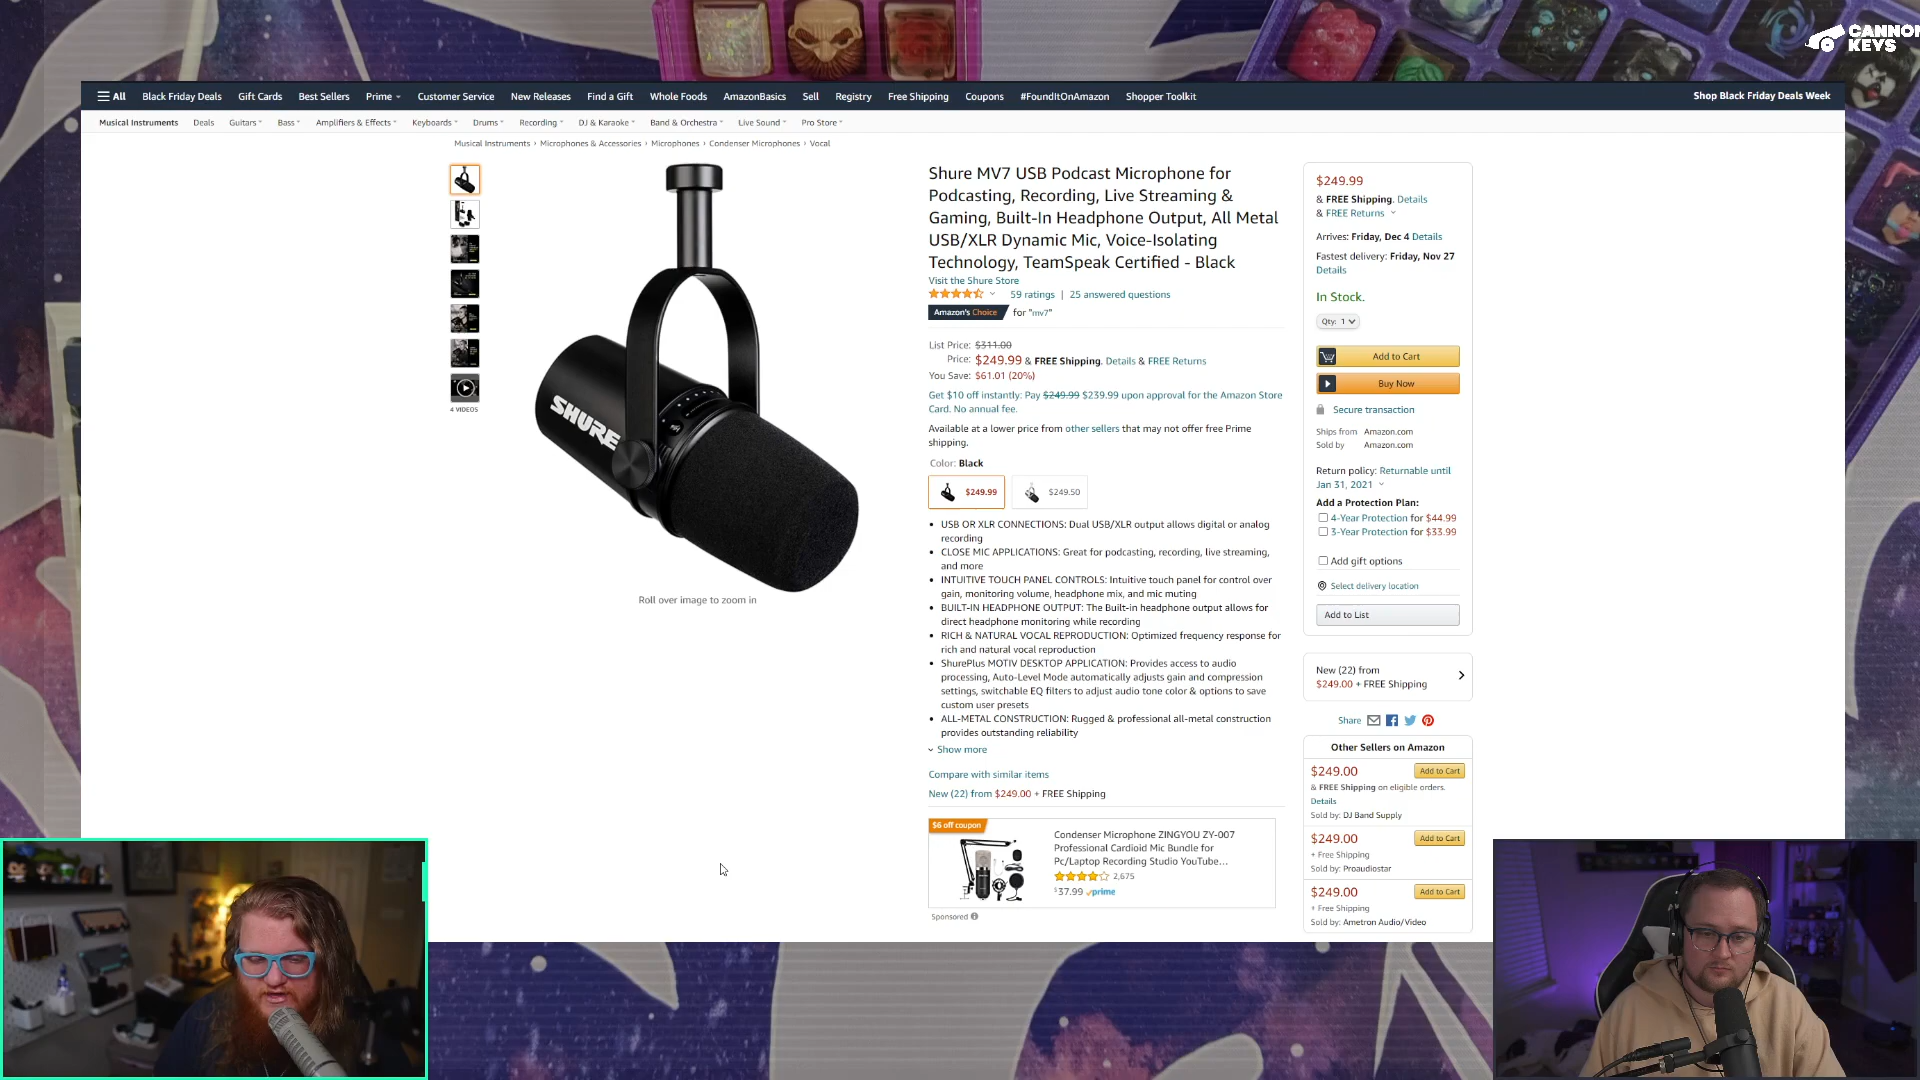 CANNON
KEYS
All Black Friday Deals Gift Cards Best Sellers Prime Customer Service New Releases Find a Gift Whole Foods AmazonBasics Sell Registry Free Shipping Coupons #FoundItOnAmazon Shopper Toolkit Shop Black Friday Deals Week
Musical Instruments Deals Guitars Bass Amplifiers & Effects Keyboards Drums Recording DJ & Karaoke Band & Orchestra Live Sound Pro Store
Musical Instruments › Microphones & Accessories › Microphones › Condenser Microphones › Vocal
4 VIDEOS
SHURE
Roll over image to zoom in
Shure MV7 USB Podcast Microphone for
Podcasting, Recording, Live Streaming &
Gaming, Built-In Headphone Output, All Metal
USB/XLR Dynamic Mic, Voice-Isolating
Technology, TeamSpeak Certified - Black
Visit the Shure Store
59 ratings | 25 answered questions
Amazon's Choice for "mv7"
List Price: $311.00
Price: $249.99 & FREE Shipping. Details & FREE Returns
You Save: $61.01 (20%)
Get $10 off instantly: Pay $249.99 $239.99 upon approval for the Amazon Store
Card. No annual fee.
Available at a lower price from other sellers that may not offer free Prime
shipping.
Color: Black
$249.99 $249.50
• USB OR XLR CONNECTIONS: Dual USB/XLR output allows digital or analog
recording
• CLOSE MIC APPLICATIONS: Great for podcasting, recording, live streaming,
and more
• INTUITIVE TOUCH PANEL CONTROLS: Intuitive touch panel for control over
gain, monitoring volume, headphone mix, and mic muting
• BUILT-IN HEADPHONE OUTPUT: The Built-in headphone output allows for
direct headphone monitoring while recording
• RICH & NATURAL VOCAL REPRODUCTION: Optimized frequency response for
rich and natural vocal reproduction
• ShurePlus MOTIV DESKTOP APPLICATION: Provides access to audio
processing, Auto-Level Mode automatically adjusts gain and compression
settings, switchable EQ filters to adjust audio tone color & options to save
custom user presets
• ALL-METAL CONSTRUCTION: Rugged & professional all-metal construction
provides outstanding reliability
Show more
Compare with similar items
New (22) from $249.00 + FREE Shipping
$6 off coupon
Condenser Microphone ZINGYOU ZY-007
Professional Cardioid Mic Bundle for
Pc/Laptop Recording Studio YouTube...
2,675
$37.99 prime
Sponsored
$249.99
& FREE Shipping. Details
& FREE Returns
Arrives: Friday, Dec 4 Details
Fastest delivery: Friday, Nov 27
Details
In Stock.
Qty: 1
Add to Cart
Buy Now
Secure transaction
Ships from Amazon.com
Sold by Amazon.com
Return policy: Returnable until
Jan 31, 2021
Add a Protection Plan:
4-Year Protection for $44.99
3-Year Protection for $33.99
Add gift options
Select delivery location
Add to List
New (22) from
$249.00 + FREE Shipping
Share
Other Sellers on Amazon
$249.00 Add to Cart
& FREE Shipping on eligible orders.
Details
Sold by: DJ Band Supply
$249.00 Add to Cart
+ Free Shipping
Sold by: Proaudiostar
$249.00 Add to Cart
+ Free Shipping
Sold by: Ametron Audio/Video